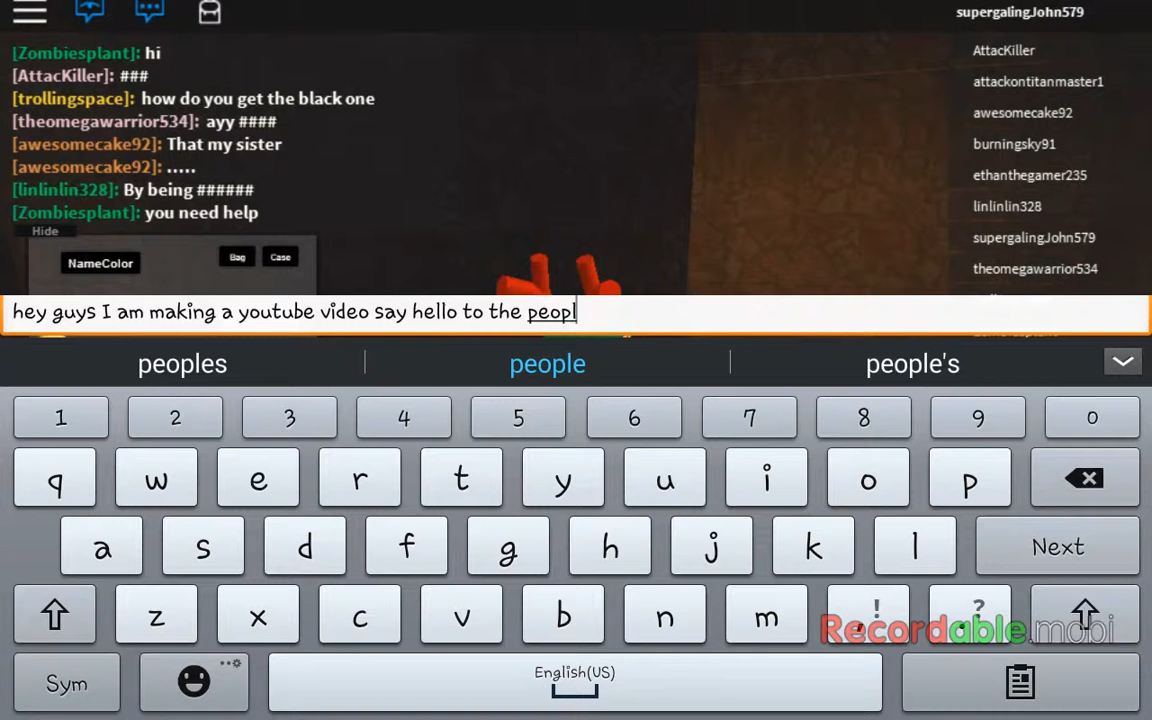 supergalingJohn579
[Zombiesplant]: hi
[AttacKiller]: ###
[trollingspace]: how do you get the black one
[theomegawarrior534]: ayy ####
[awesomecake92]: That my sister
[awesomecake92]: .....
[linlinlin328]: By being ######
[Zombiesplant]: you need help
AttacKiller
attackontitanmaster1
awesomecake92
burningsky91
ethanthegamer235
linlinlin328
supergalingJohn579
theomegawarrior534
Hide
NameColor
Bag
Case
hey guys I am making a youtube video say hello to the peopl
peoples people people's
1 2 3 4 5 6 7 8 9 0
q w e r t y u i o p
a s d f g h j k l Next
z x c v b n m , ! . ?
Recordable.mobi
Sym English(US)